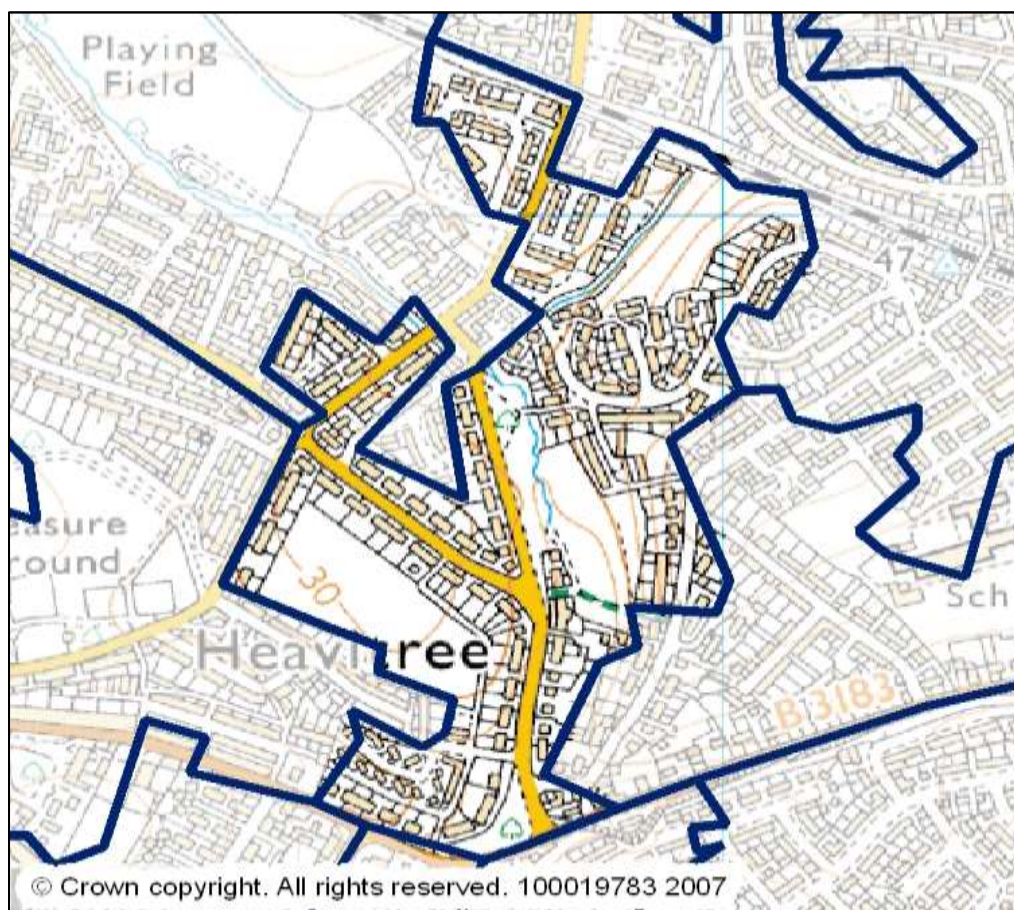 Playing
Field
47
easure
round
30
Sch
Heavitree
B 3183
© Crown copyright. All rights reserved. 100019783 2007